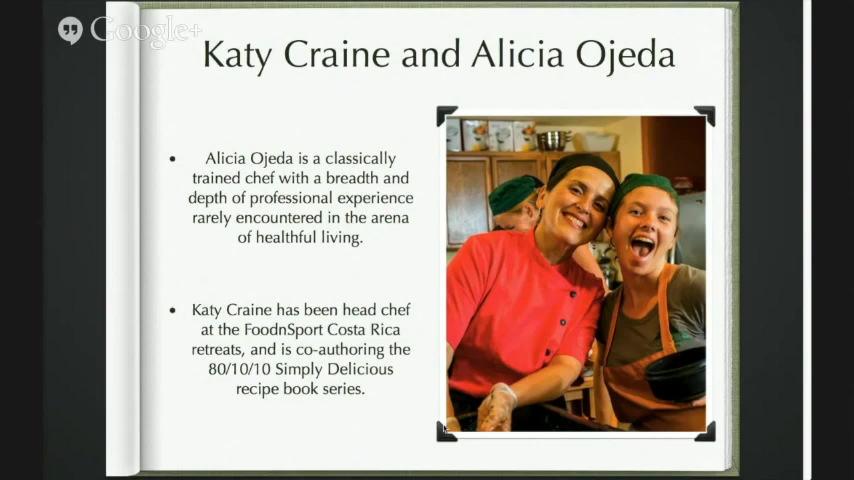 Google+
Katy Craine and Alicia Ojeda
• Alicia Ojeda is a classically
trained chef with a breadth and
depth of professional experience
rarely encountered in the arena
of healthful living.
• Katy Craine has been head chef
at the FoodnSport Costa Rica
retreats, and is co-authoring the
80/10/10 Simply Delicious
recipe book series.